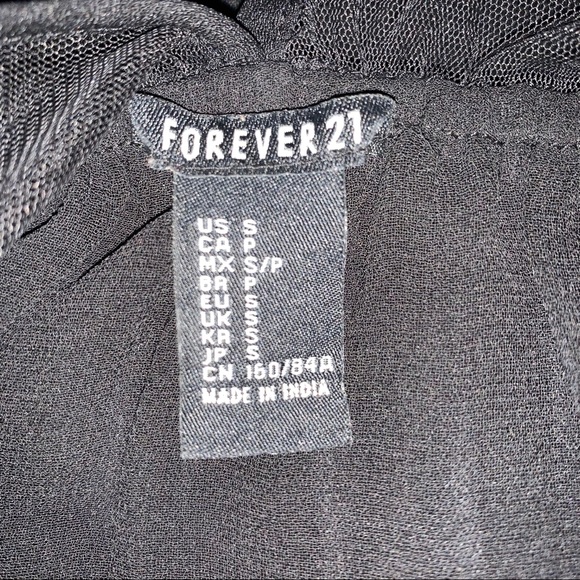 FOREVER 21
US S
CA P
MX S/P
BR P
EU S
UK S
KR S
JP S
CN 160/84A
MADE IN INDIA